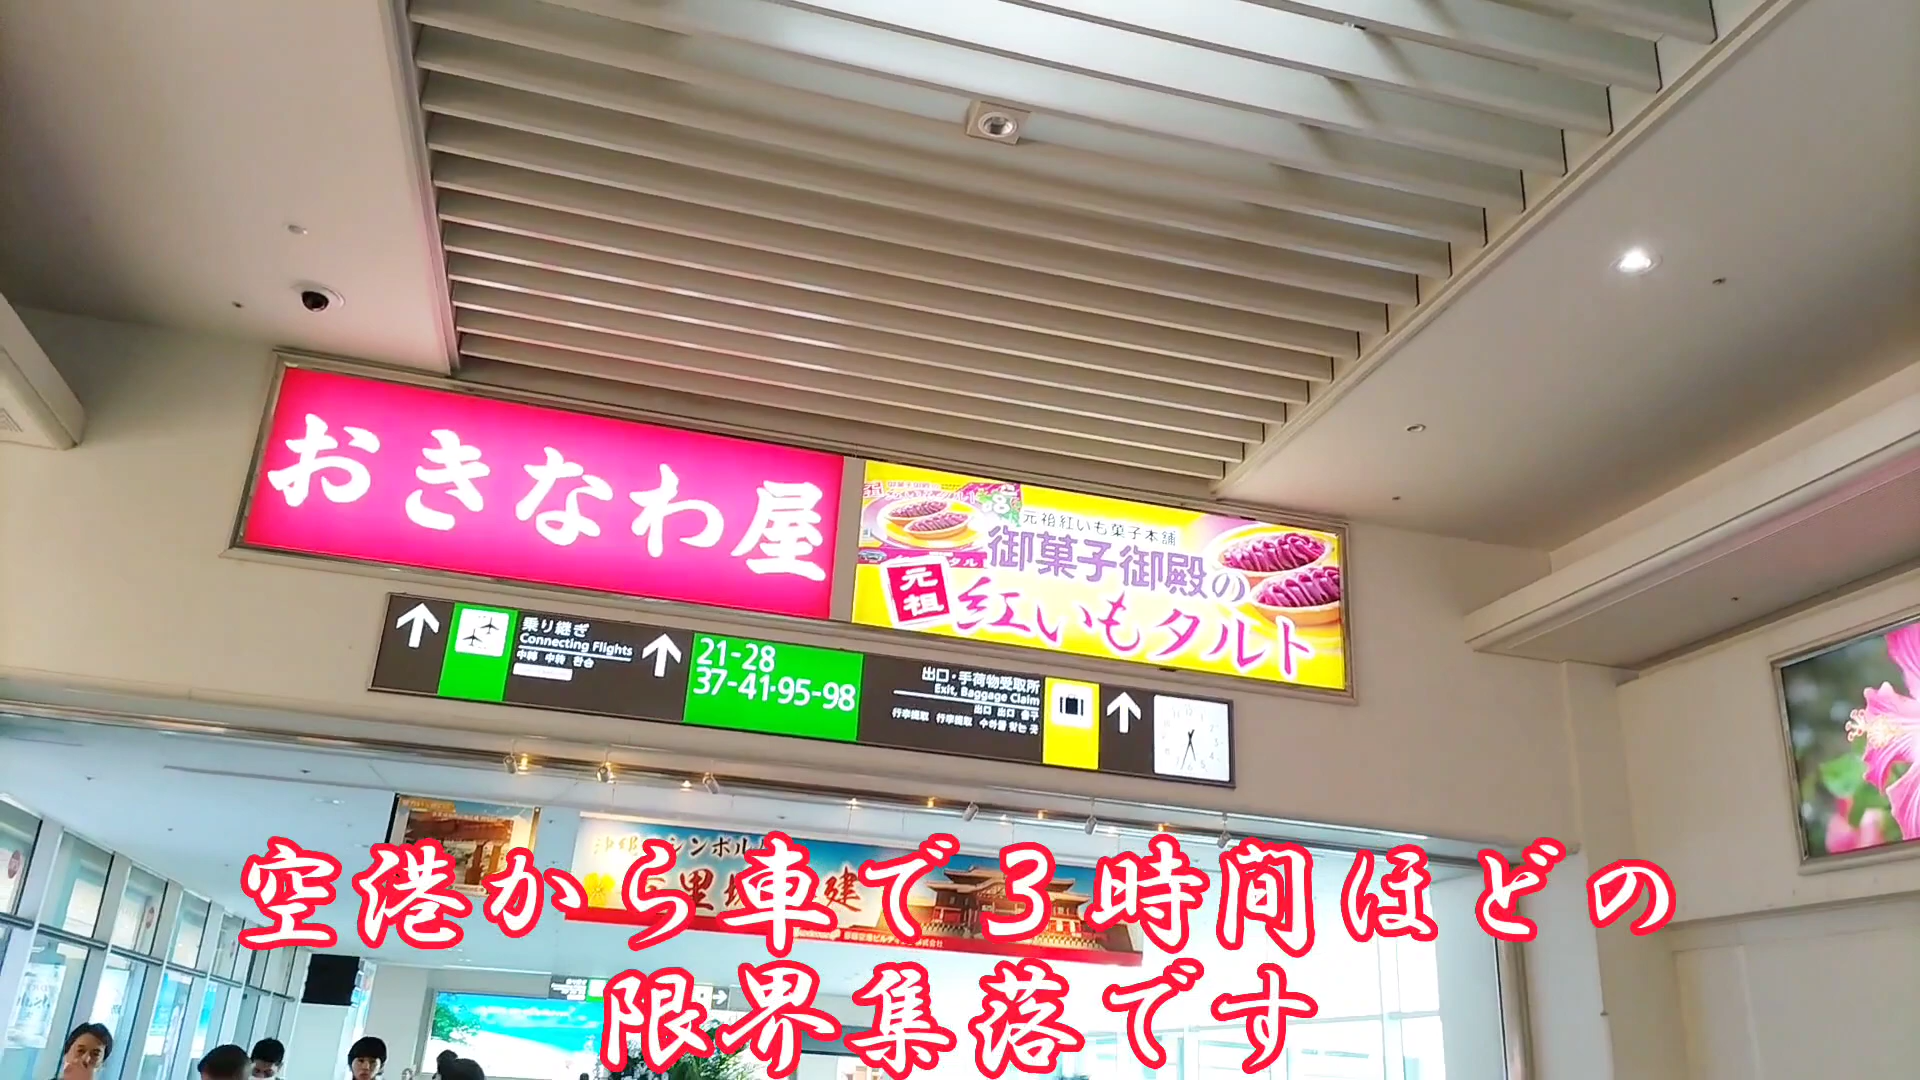 おきなわ屋
元祖紅いも菓子本舗
御菓子御殿の
元祖
紅いもタルト
乗り継ぎ
Connecting Flights
21-28
37-41・95-98
出口・手荷物受取所
Exit, Baggage Claim
空港から車で３時間ほどの
限界集落です